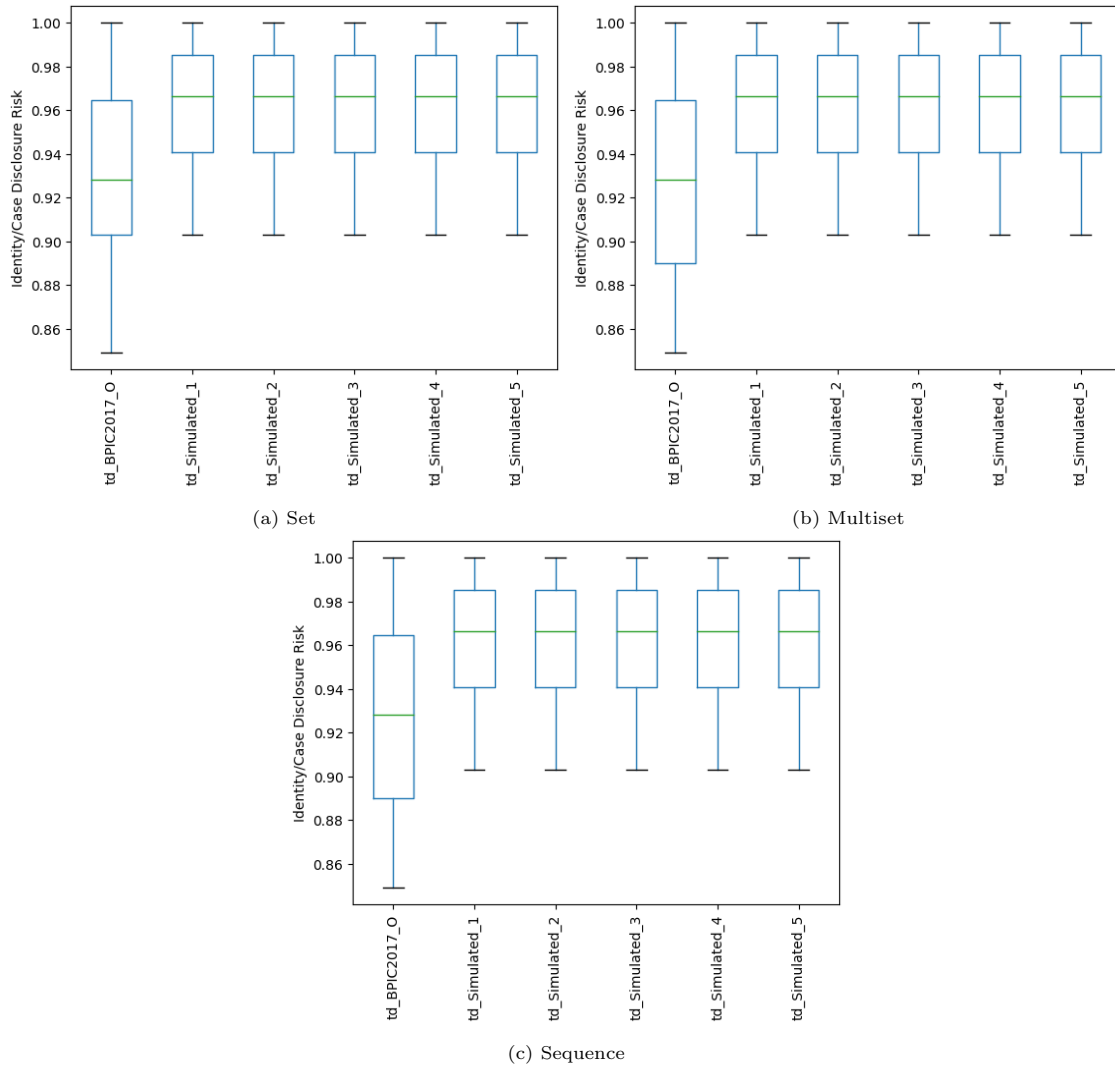 Identity/Case Disclosure Risk
1.00
0.98
0.96
0.94
0.92
0.90
0.88
0.86
td_BPIC2017_O
td_Simulated_1
td_Simulated_2
td_Simulated_3
td_Simulated_4
td_Simulated_5
(a) Set
Identity/Case Disclosure Risk
1.00
0.98
0.96
0.94
0.92
0.90
0.88
0.86
td_BPIC2017_O
td_Simulated_1
td_Simulated_2
td_Simulated_3
td_Simulated_4
td_Simulated_5
(b) Multiset
Identity/Case Disclosure Risk
1.00
0.98
0.96
0.94
0.92
0.90
0.88
0.86
td_BPIC2017_O
td_Simulated_1
td_Simulated_2
td_Simulated_3
td_Simulated_4
td_Simulated_5
(c) Sequence